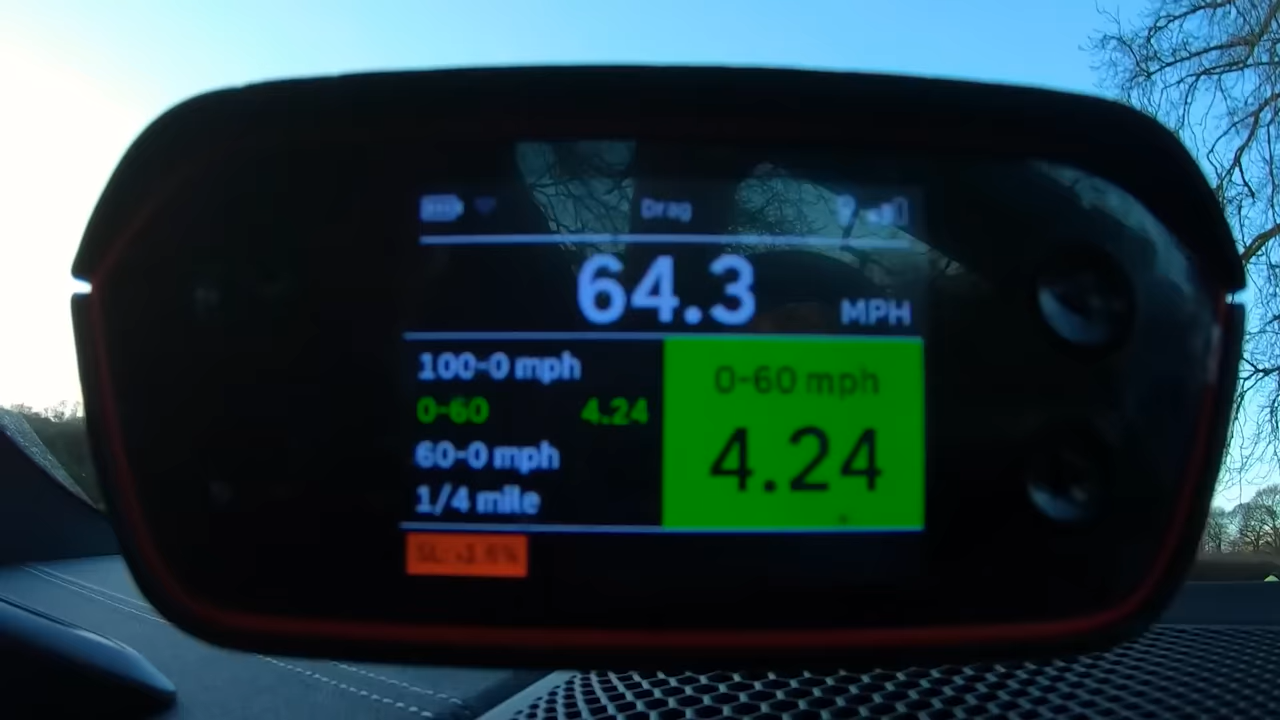 Drag
64.3 MPH
100-0 mph
0-60 4.24
60-0 mph
1/4 mile
0-60 mph
4.24